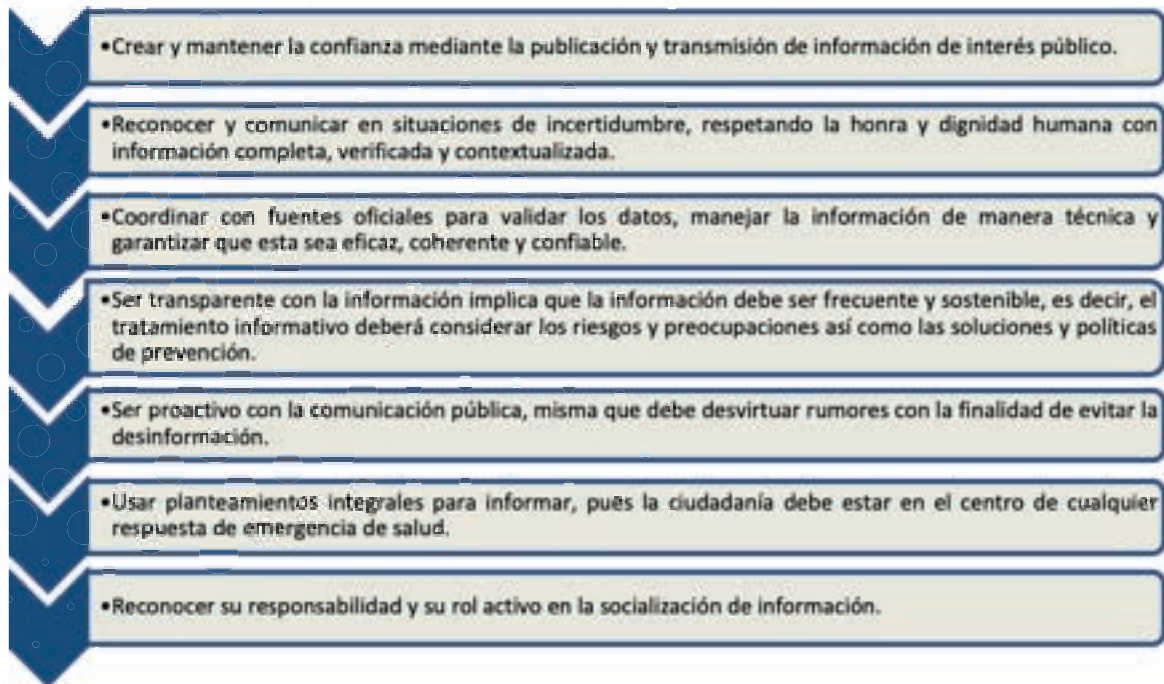 •Crear y mantener la confianza mediante la publicación y transmisión de información de interés público.
•Reconocer y comunicar en situaciones de incertidumbre, respetando la honra y dignidad humana con
información completa, verificada y contextualizada.
•Coordinar con fuentes oficiales para validar los datos, manejar la información de manera técnica y
garantizar que esta sea eficaz, coherente y confiable.
•Ser transparente con la información implica que la información debe ser frecuente y sostenible, es decir, el
tratamiento informativo deberá considerar los riesgos y preocupaciones así como las soluciones y políticas
de prevención.
•Ser proactivo con la comunicación pública, misma que debe desvirtuar rumores con la finalidad de evitar la
desinformación.
•Usar planteamientos integrales para informar, pues la ciudadanía debe estar en el centro de cualquier
respuesta de emergencia de salud.
•Reconocer su responsabilidad y su rol activo en la socialización de información.